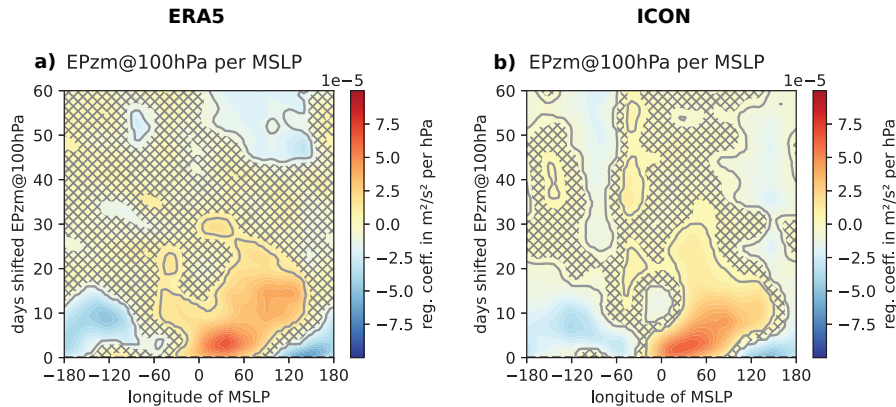 ERA5
ICON
a) EPzm@100hPa per MSLP
b) EPzm@100hPa per MSLP
1e−5
1e−5
60
50
40
30
20
10
0
days shifted EPzm@100hPa
−180 −120 −60 0 60 120 180
longitude of MSLP
7.5
5.0
2.5
0.0
−2.5
−5.0
−7.5
reg. coeff. in m²/s² per hPa
60
50
40
30
20
10
0
days shifted EPzm@100hPa
−180 −120 −60 0 60 120 180
longitude of MSLP
7.5
5.0
2.5
0.0
−2.5
−5.0
−7.5
reg. coeff. in m²/s² per hPa